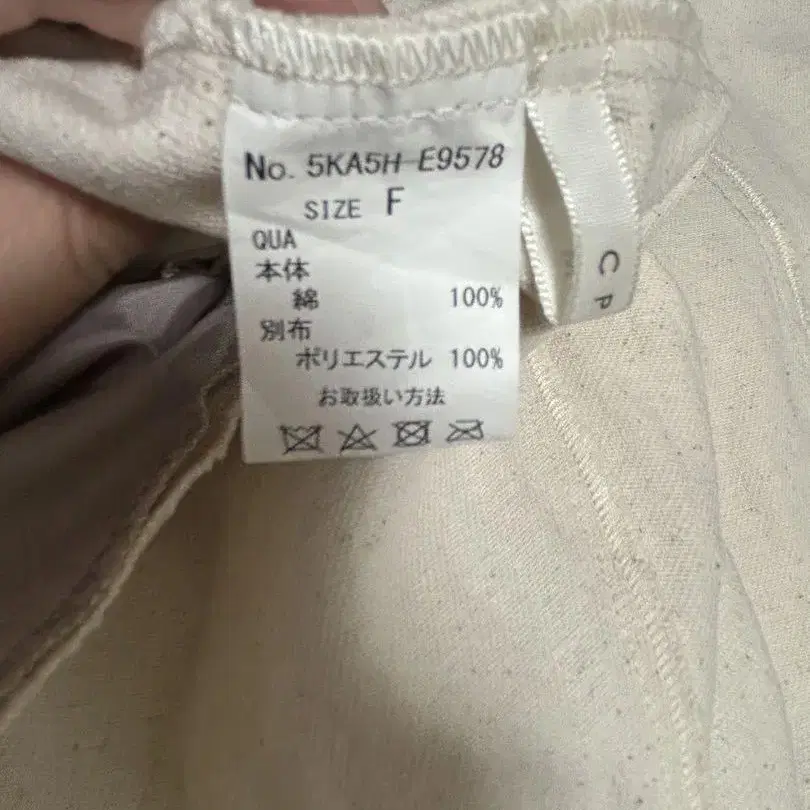 No. 5KA5H-E9578
SIZE F
QUA
本体
綿 100%
別布
ポリエステル 100%
お取扱い方法
C P